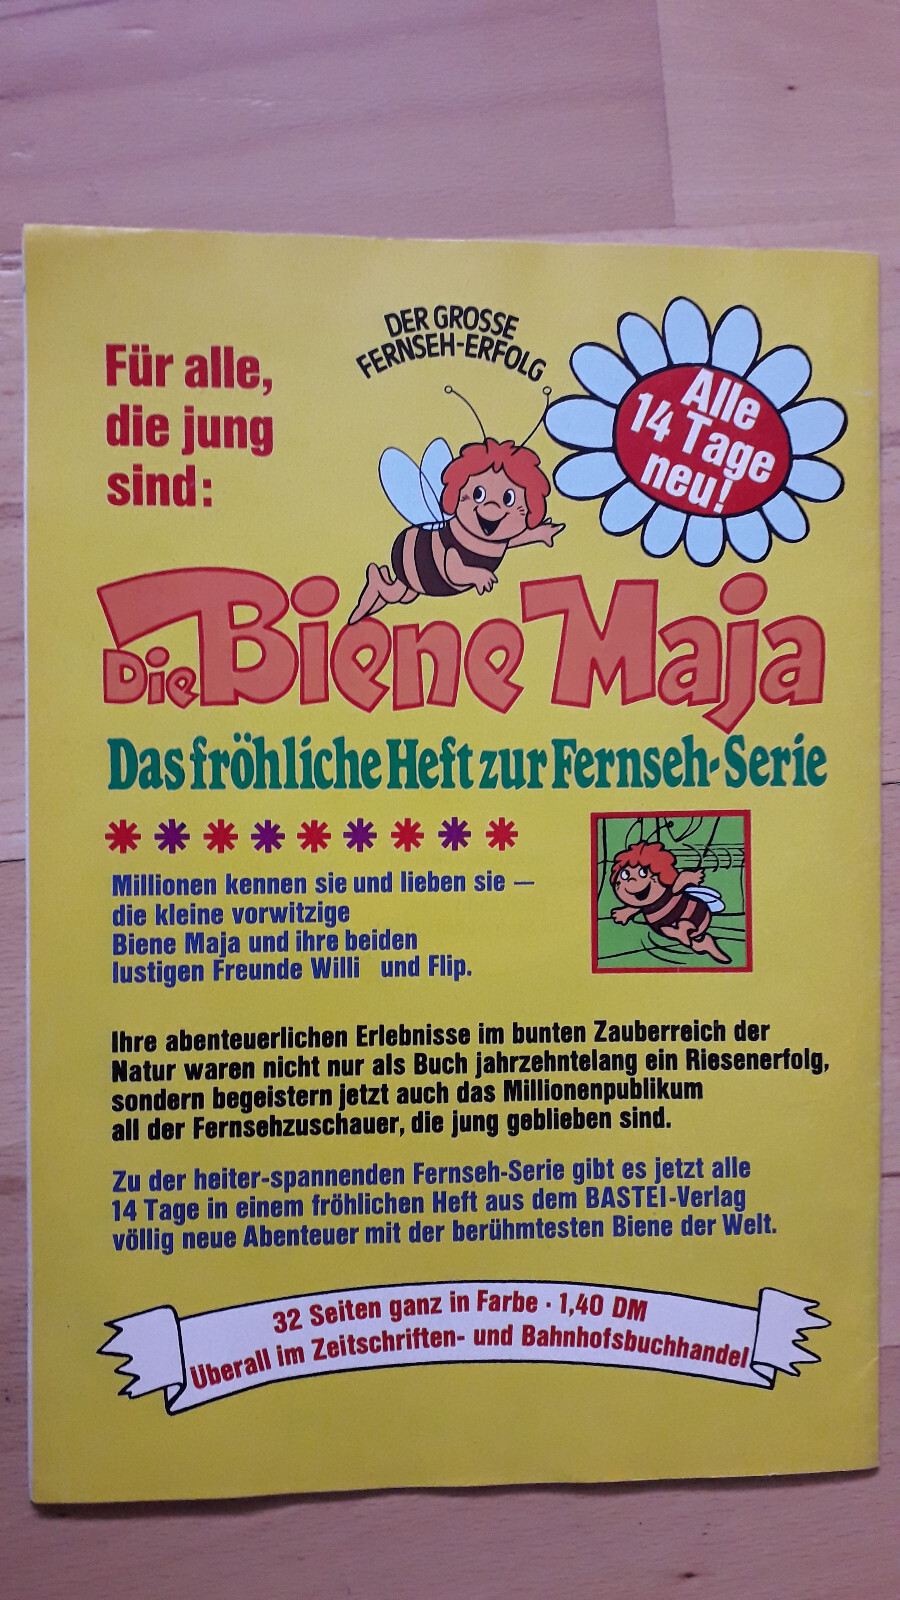 DER GROSSE
FERNSEH-ERFOLG
Für alle,
die jung
sind:
Alle
14 Tage
neu!
Die Biene Maja
Das fröhliche Heft zur Fernseh-Serie
Millionen kennen sie und lieben sie —
die kleine vorwitzige
Biene Maja und ihre beiden
lustigen Freunde Willi und Flip.
Ihre abenteuerlichen Erlebnisse im bunten Zauberreich der
Natur waren nicht nur als Buch jahrzehntelang ein Riesenerfolg,
sondern begeistern jetzt auch das Millionenpublikum
all der Fernsehzuschauer, die jung geblieben sind.
Zu der heiter-spannenden Fernseh-Serie gibt es jetzt alle
14 Tage in einem fröhlichen Heft aus dem BASTEI-Verlag
völlig neue Abenteuer mit der berühmtesten Biene der Welt.
32 Seiten ganz in Farbe · 1,40 DM
Überall im Zeitschriften- und Bahnhofsbuchhandel